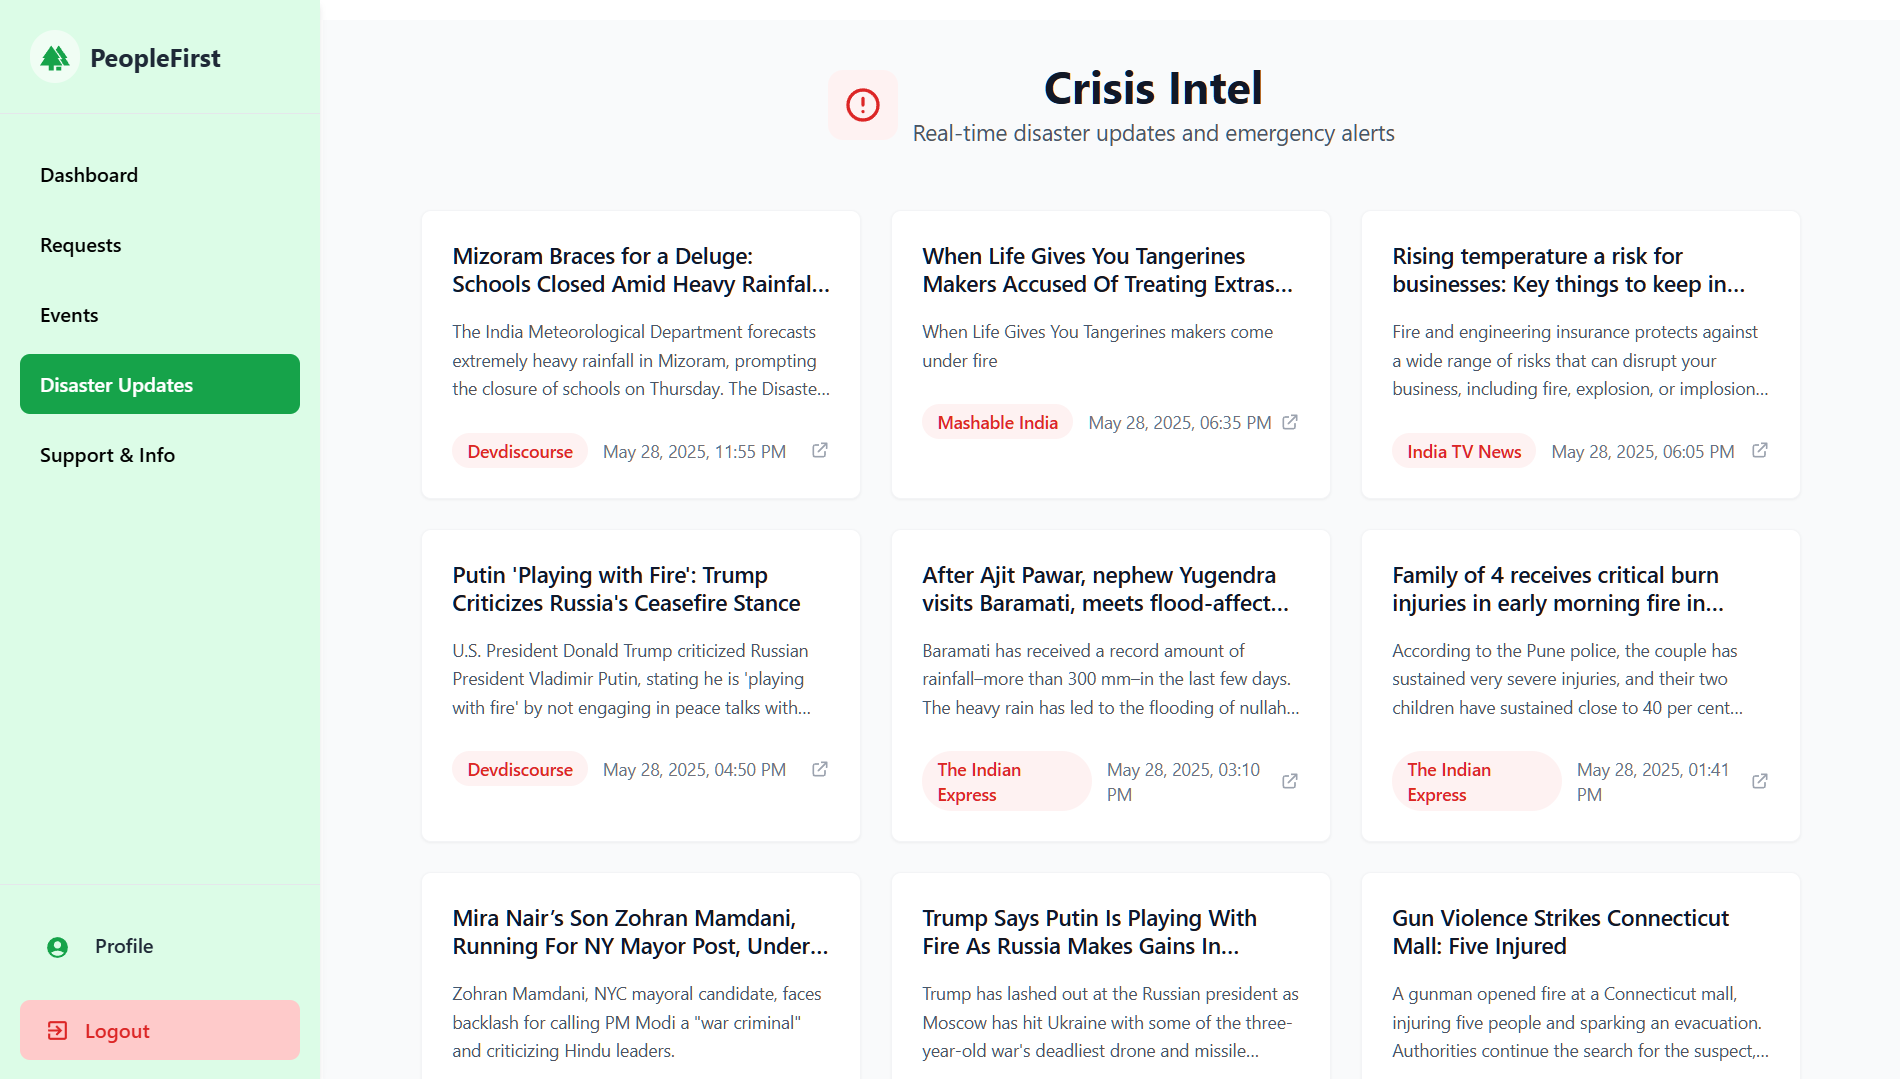 PeopleFirst
Dashboard
Requests
Events
Disaster Updates
Support & Info
Profile
Logout
Crisis Intel
Real-time disaster updates and emergency alerts
Mizoram Braces for a Deluge:
Schools Closed Amid Heavy Rainfal...
The India Meteorological Department forecasts
extremely heavy rainfall in Mizoram, prompting
the closure of schools on Thursday. The Disaste...
Devdiscourse
May 28, 2025, 11:55 PM
When Life Gives You Tangerines
Makers Accused Of Treating Extras...
When Life Gives You Tangerines makers come
under fire
Mashable India
May 28, 2025, 06:35 PM
Rising temperature a risk for
businesses: Key things to keep in...
Fire and engineering insurance protects against
a wide range of risks that can disrupt your
business, including fire, explosion, or implosion...
India TV News
May 28, 2025, 06:05 PM
Putin 'Playing with Fire': Trump
Criticizes Russia's Ceasefire Stance
U.S. President Donald Trump criticized Russian
President Vladimir Putin, stating he is 'playing
with fire' by not engaging in peace talks with...
Devdiscourse
May 28, 2025, 04:50 PM
After Ajit Pawar, nephew Yugendra
visits Baramati, meets flood-affect...
Baramati has received a record amount of
rainfall–more than 300 mm–in the last few days.
The heavy rain has led to the flooding of nullah...
The Indian
Express
May 28, 2025, 03:10
PM
Family of 4 receives critical burn
injuries in early morning fire in...
According to the Pune police, the couple has
sustained very severe injuries, and their two
children have sustained close to 40 per cent...
The Indian
Express
May 28, 2025, 01:41
PM
Mira Nair’s Son Zohran Mamdani,
Running For NY Mayor Post, Under...
Zohran Mamdani, NYC mayoral candidate, faces
backlash for calling PM Modi a "war criminal"
and criticizing Hindu leaders.
Trump Says Putin Is Playing With
Fire As Russia Makes Gains In...
Trump has lashed out at the Russian president as
Moscow has hit Ukraine with some of the three-
year-old war's deadliest drone and missile...
Gun Violence Strikes Connecticut
Mall: Five Injured
A gunman opened fire at a Connecticut mall,
injuring five people and sparking an evacuation.
Authorities continue the search for the suspect,...